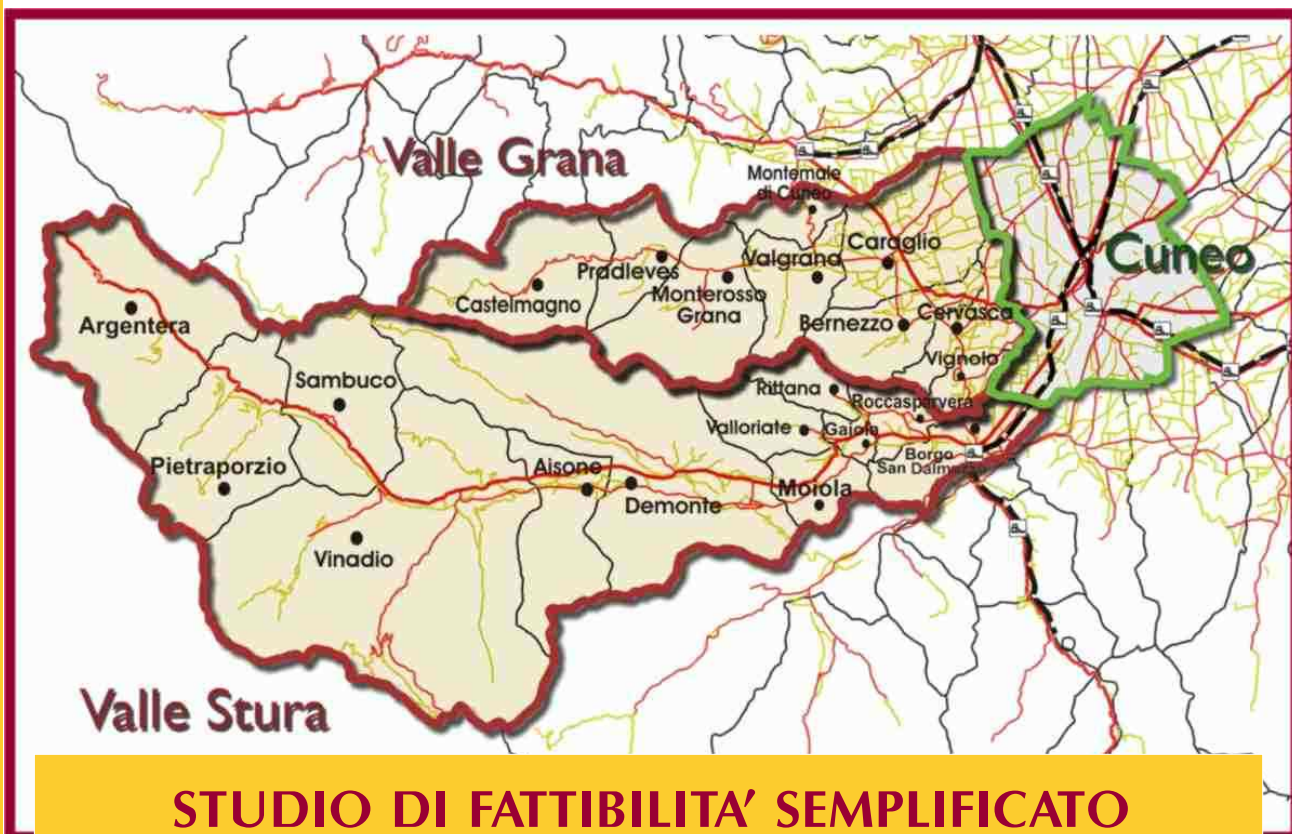 Valle Grana
Montemale
di Cuneo
Caraglio
Cuneo
Pradleves
Valgrana
Castelmagno
Monterosso
Grana
Argentera
Bernezzo
Cervasca
Vignolo
Sambuco
Rittana
Roccasparvera
Valloriate
Gaiola
Borgo
San Dalmazzo
Pietraporzio
Aisone
Moiola
Demonte
Vinadio
Valle Stura
STUDIO DI FATTIBILITA’ SEMPLIFICATO